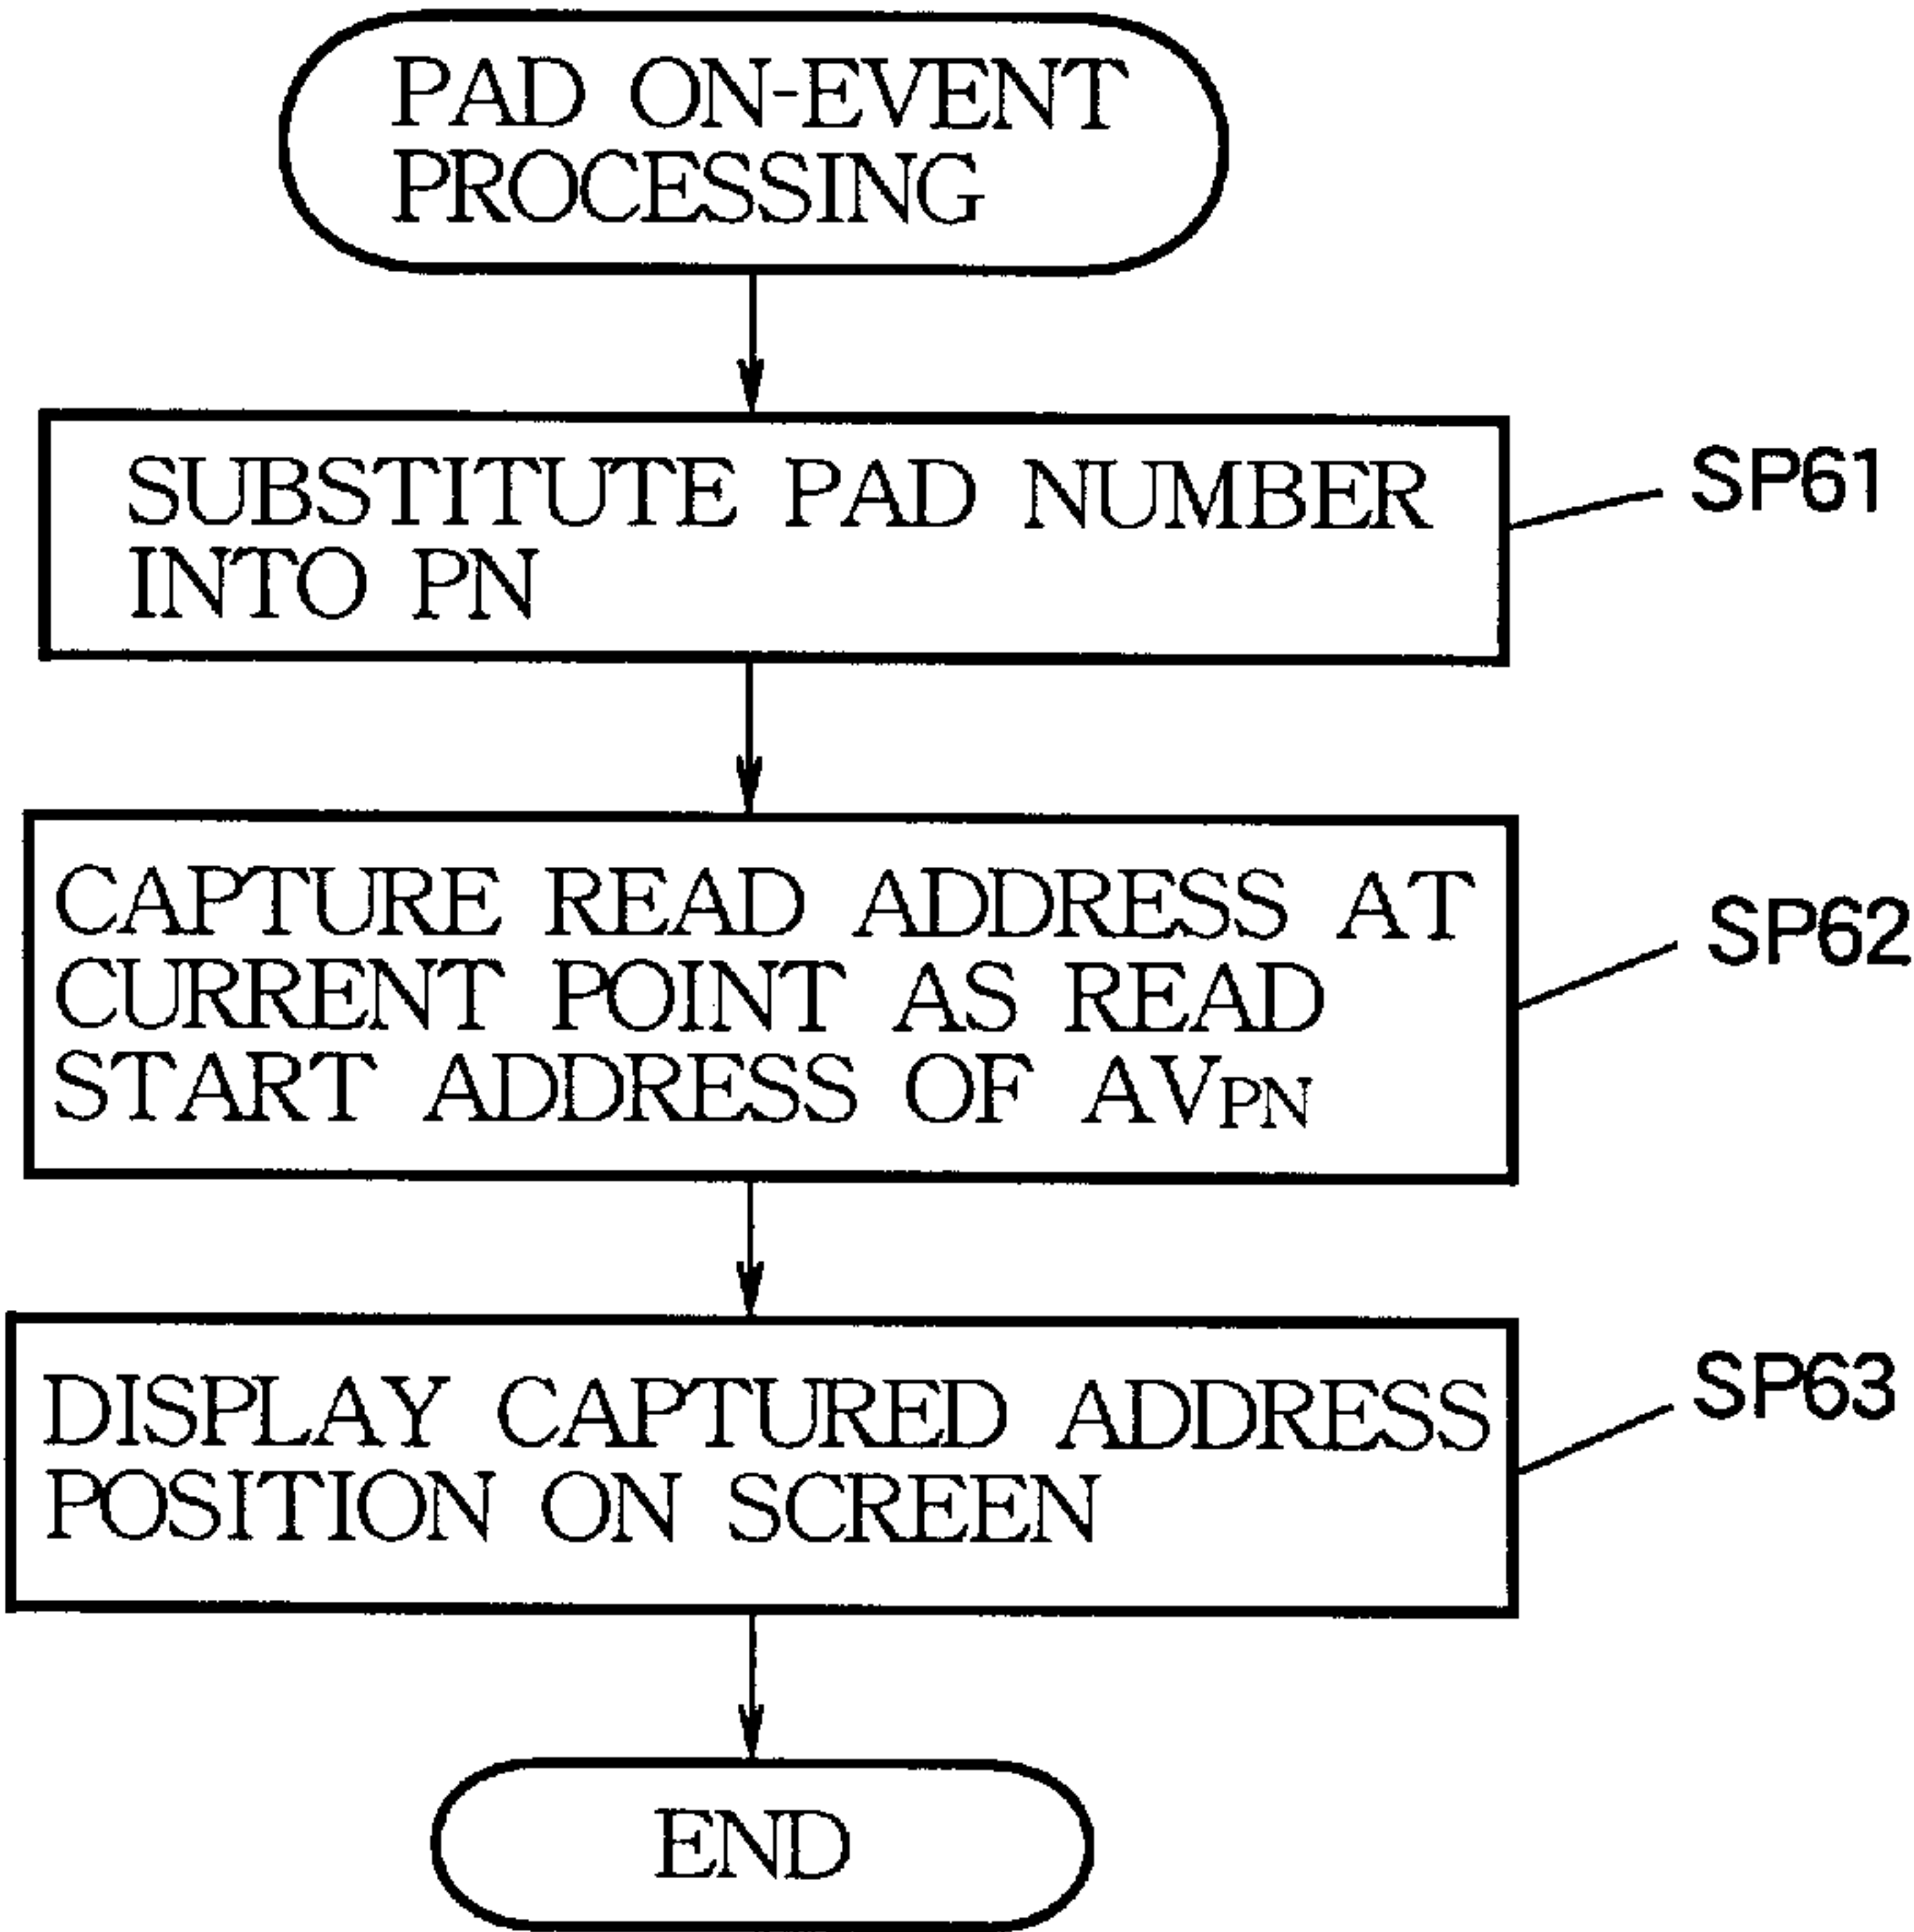 PAD ON-EVENT
PROCESSING
SUBSTITUTE PAD NUMBER
INTO PN
SP61
CAPTURE READ ADDRESS AT
CURRENT POINT AS READ
START ADDRESS OF AVPN
SP62
DISPLAY CAPTURED ADDRESS
POSITION ON SCREEN
SP63
END